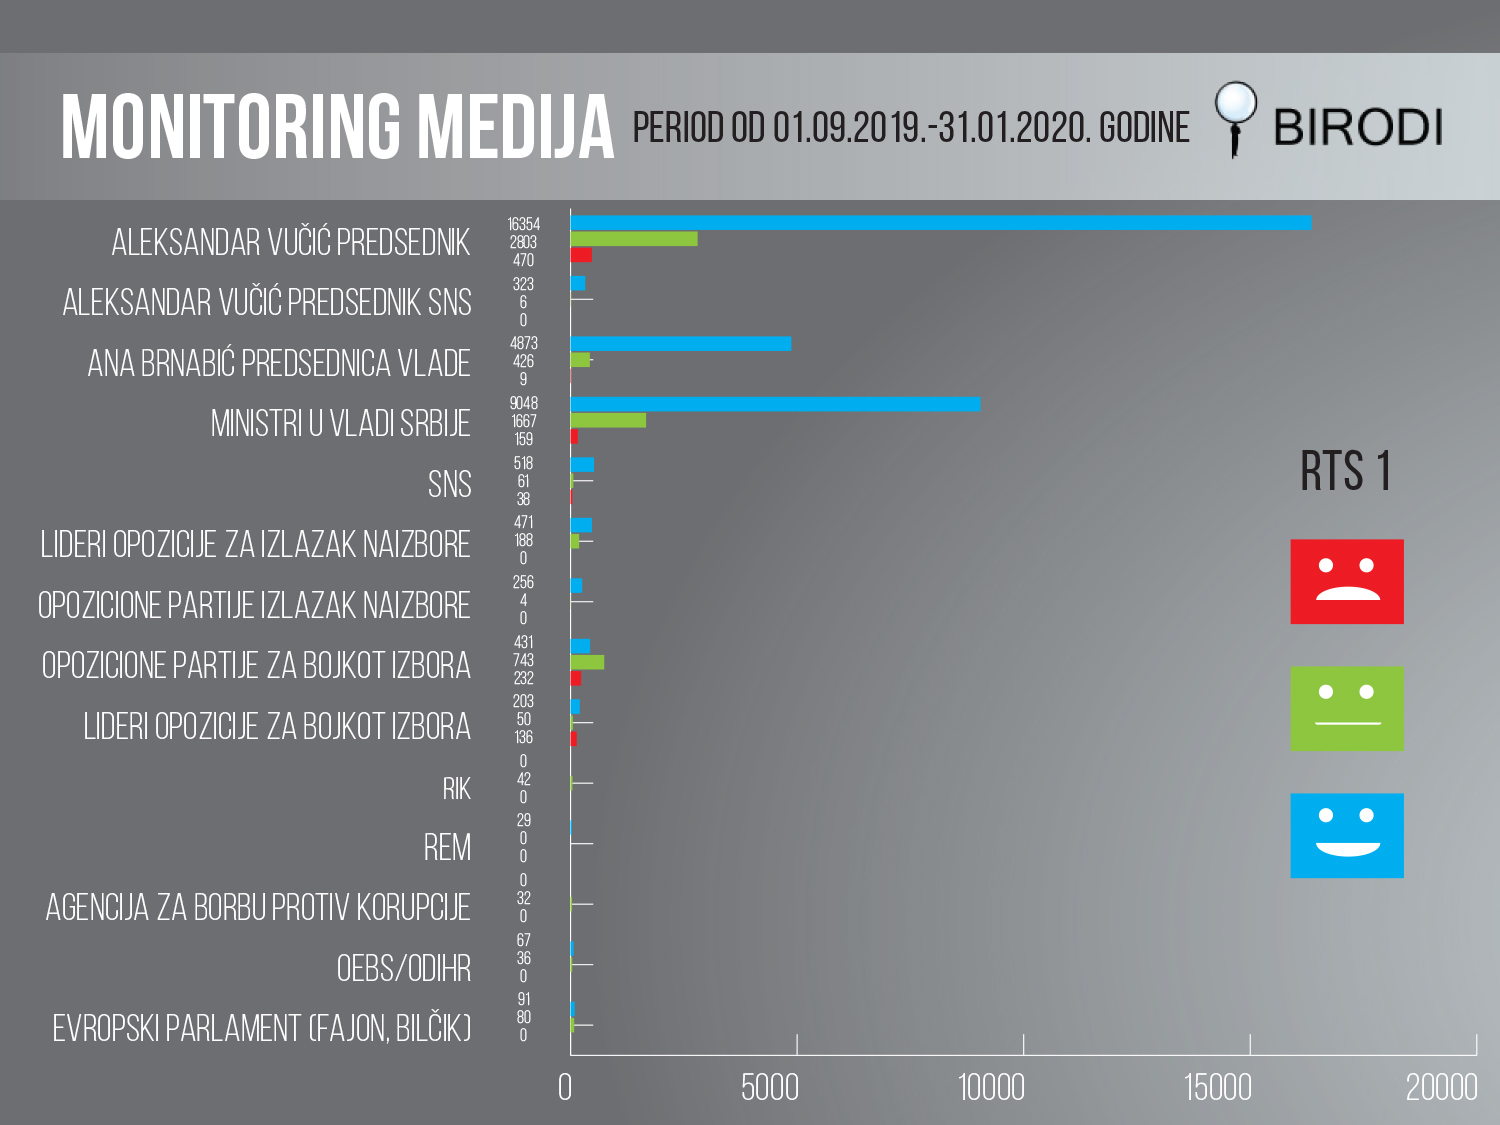 MONITORING MEDIJA PERIOD OD 01.09.2019.-31.01.2020. GODINE BIRODI
ALEKSANDAR VUČIĆ PREDSEDNIK
16354
2803
470
ALEKSANDAR VUČIĆ PREDSEDNIK SNS
323
6
0
ANA BRNABIĆ PREDSEDNICA VLADE
4873
426
9
MINISTRI U VLADI SRBIJE
9048
1667
159
SNS
518
61
38
LIDERI OPOZICIJE ZA IZLAZAK NAIZBORE
471
188
0
OPOZICIONE PARTIJE IZLAZAK NAIZBORE
256
4
0
OPOZICIONE PARTIJE ZA BOJKOT IZBORA
431
743
232
LIDERI OPOZICIJE ZA BOJKOT IZBORA
203
50
136
RIK
0
42
0
REM
29
0
0
AGENCIJA ZA BORBU PROTIV KORUPCIJE
0
32
0
OEBS/ODIHR
67
36
0
EVROPSKI PARLAMENT (FAJON, BILČIK)
91
80
0
RTS 1
0 5000 10000 15000 20000